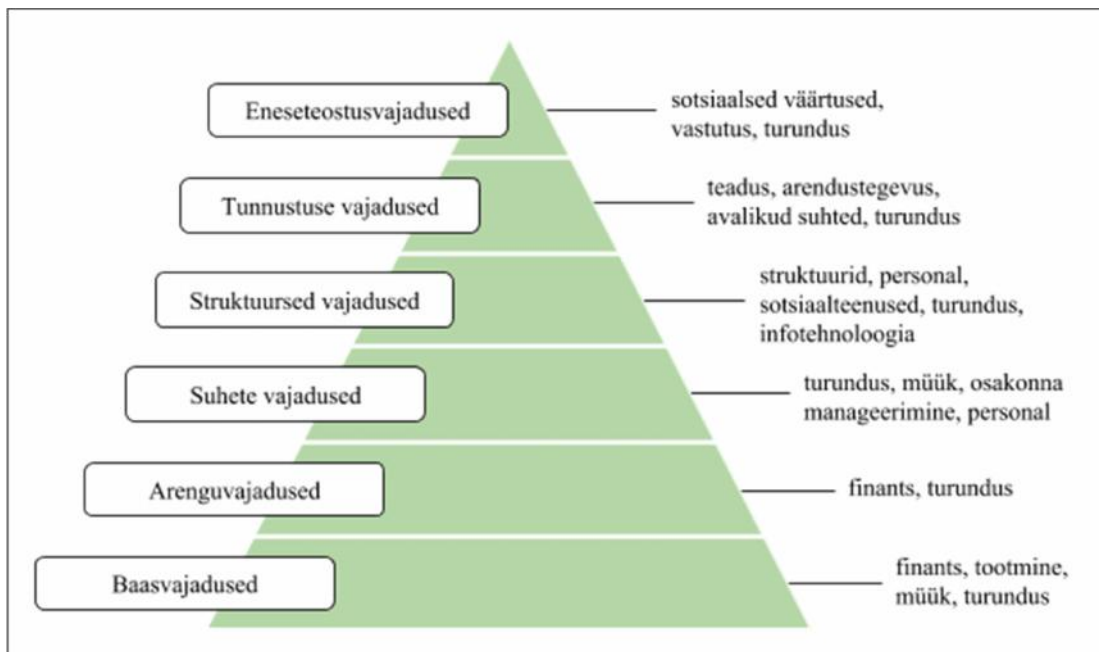 Eneseteostusvajadused
sotsiaalsed väärtused,
vastutus, turundus
Tunnustuse vajadused
teadus, arendustegevus,
avalikud suhted, turundus
Struktuursed vajadused
struktuurid, personal,
sotsiaalteenused, turundus,
infotehnoloogia
Suhete vajadused
turundus, müük, osakonna
manageerimine, personal
Arenguvajadused
finants, turundus
Baasvajadused
finants, tootmine,
müük, turundus